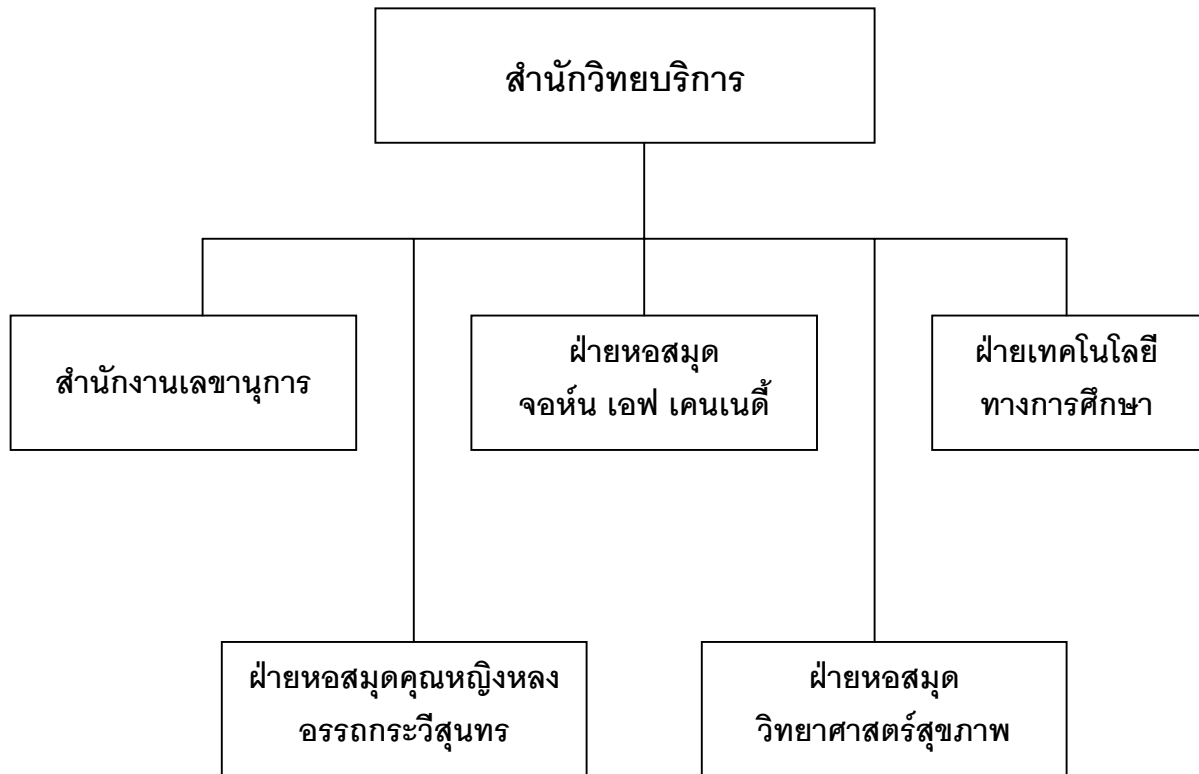 สำนักวิทยบริการ
สำนักงานเลขานุการ
ฝ่ายหอสมุด
จอห์น เอฟ เคนเนดี้
ฝ่ายเทคโนโลยี
ทางการศึกษา
ฝ่ายหอสมุดคุณหญิงหลง
อรรถกระวีสุนทร
ฝ่ายหอสมุด
วิทยาศาสตร์สุขภาพ